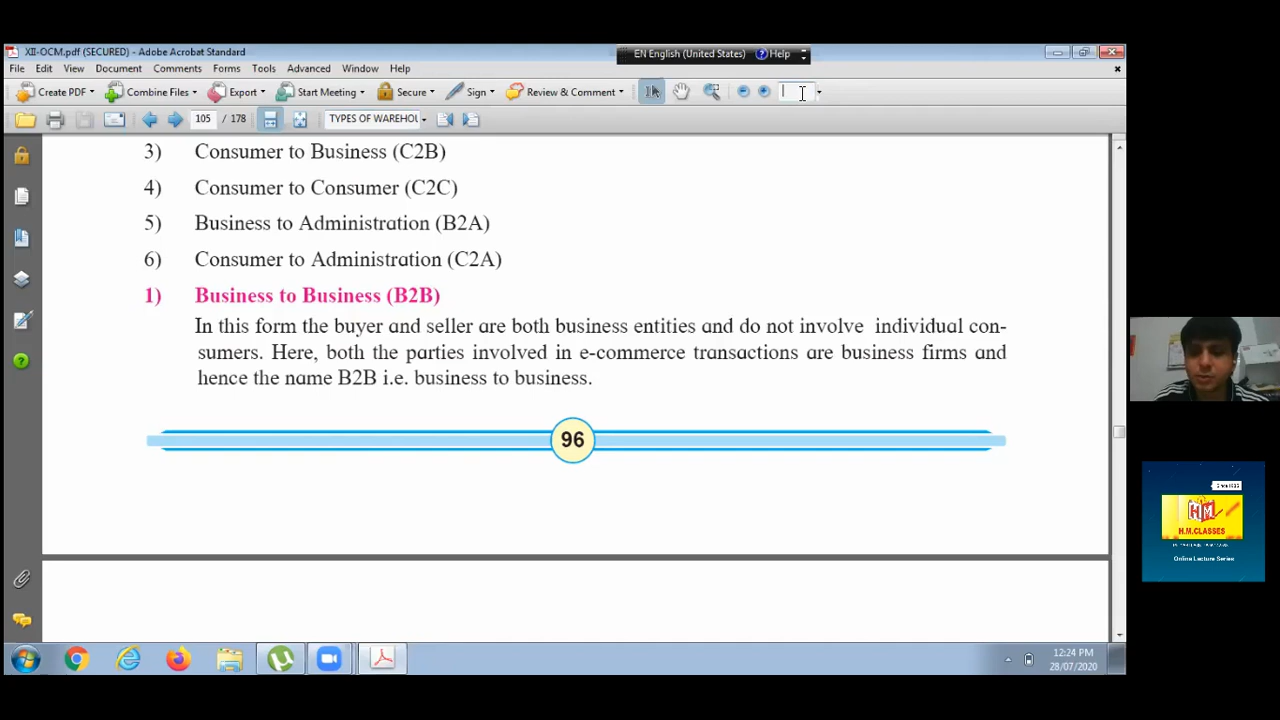 XII-OCM.pdf (SECURED) - Adobe Acrobat Standard
EN English (United States) ? Help
File Edit View Document Comments Forms Tools Advanced Window Help
Create PDF Combine Files Export Start Meeting Secure Sign Review & Comment
105 / 178 TYPES OF WAREHOU
3) Consumer to Business (C2B)
4) Consumer to Consumer (C2C)
5) Business to Administration (B2A)
6) Consumer to Administration (C2A)
1) Business to Business (B2B)
In this form the buyer and seller are both business entities and do not involve individual con-
sumers. Here, both the parties involved in e-commerce transactions are business firms and
hence the name B2B i.e. business to business.
96
HM
H.M.CLASSES
Online Lecture Series
12:24 PM
28/07/2020